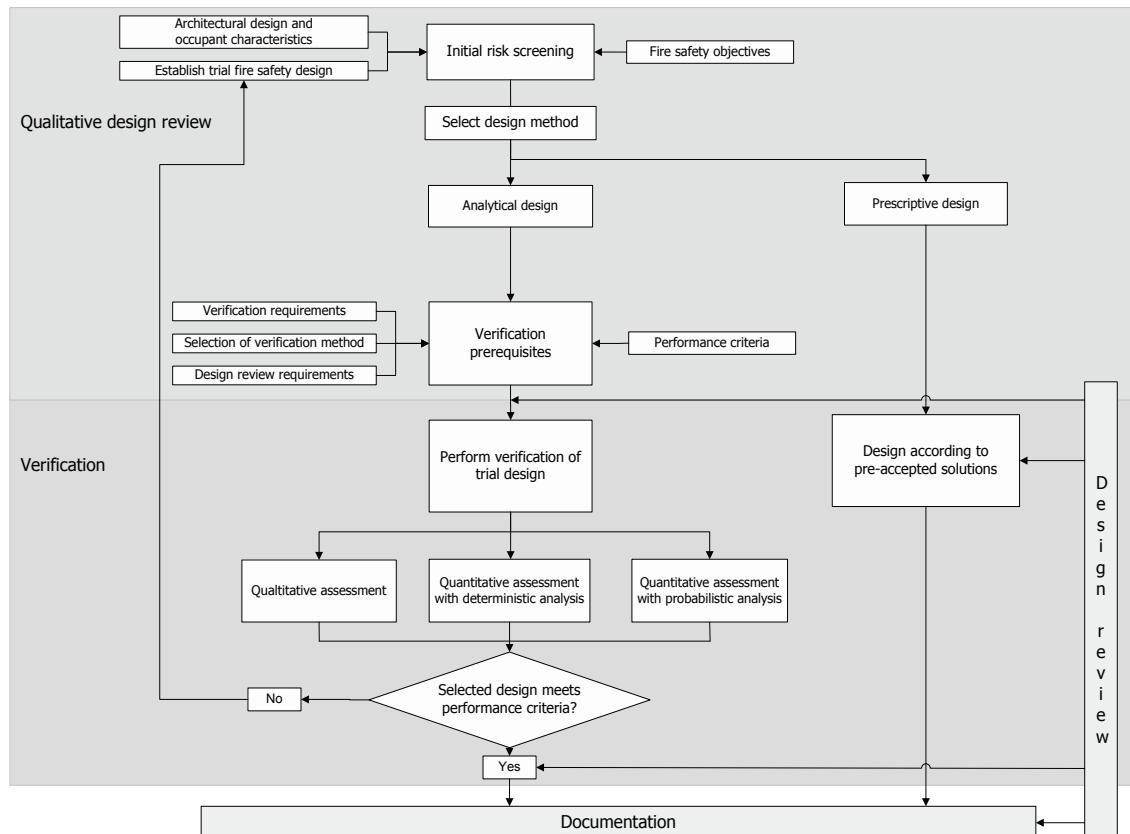 Architectural design and
occupant characteristics
Establish trial fire safety design
Initial risk screening
Fire safety objectives
Qualitative design review
Select design method
Analytical design
Prescriptive design
Verification requirements
Selection of verification method
Design review requirements
Verification
prerequisites
Performance criteria
Verification
Perform verification of
trial design
Design according to
pre-accepted solutions
Design review
Qualtitative assessment
Quantitative assessment
with deterministic analysis
Quantitative assessment
with probabilistic analysis
Selected design meets
performance criteria?
No
Yes
Documentation